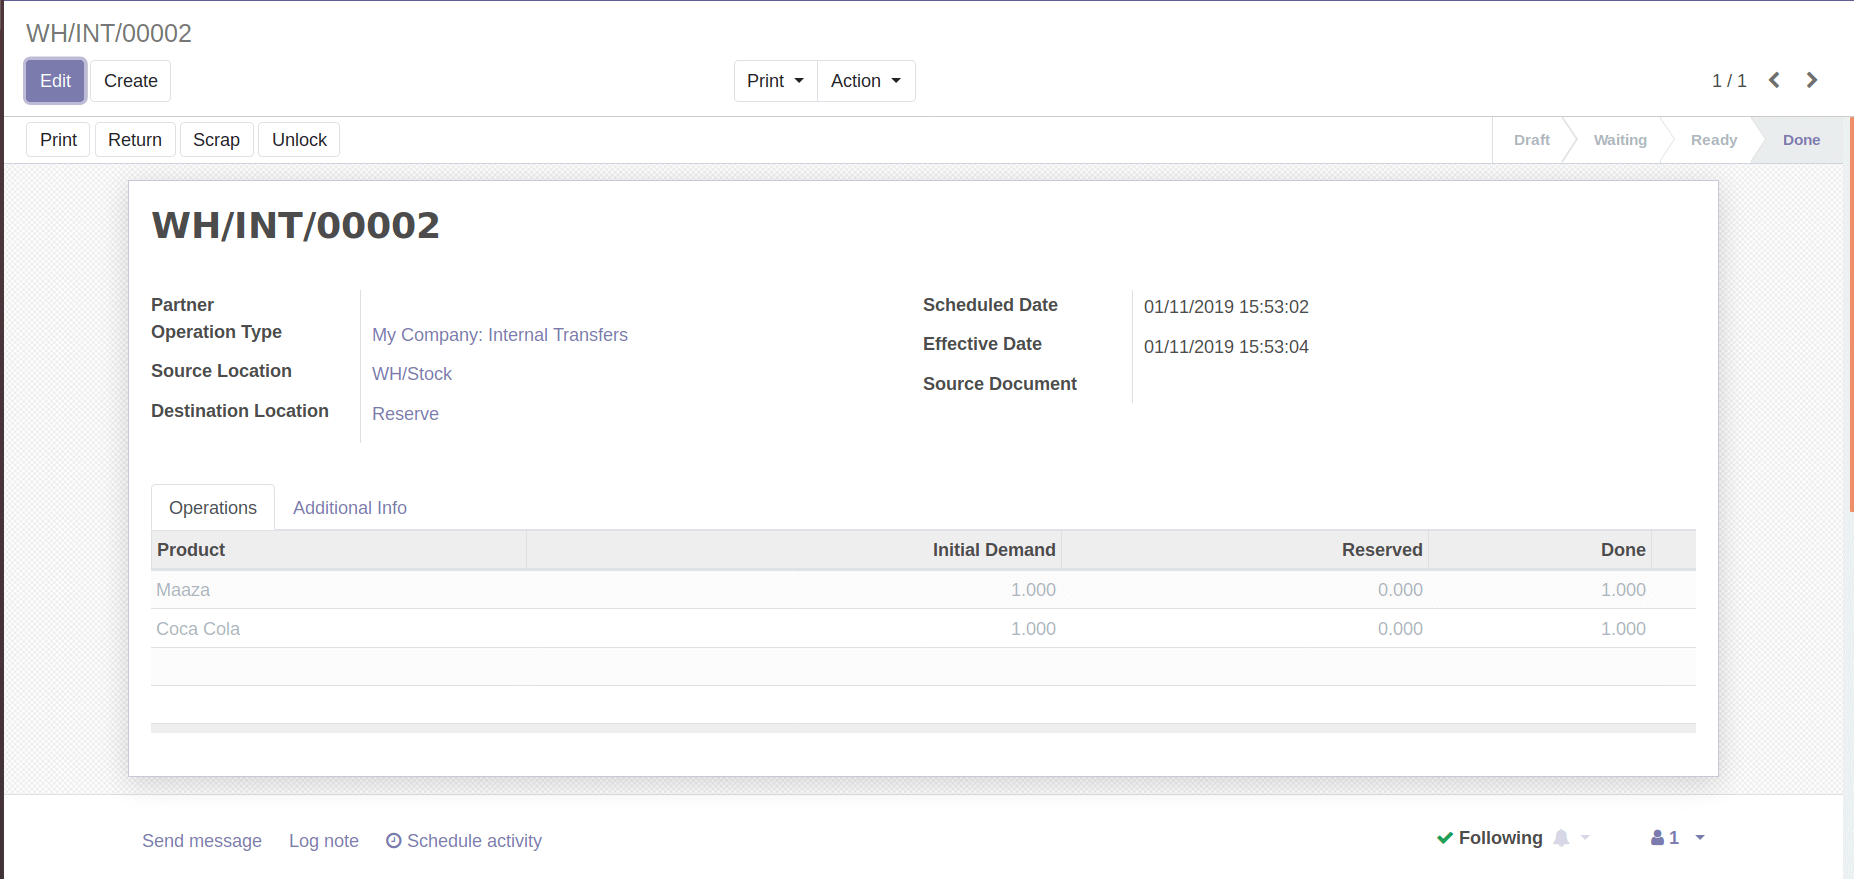 WH/INT/00002
Edit Create Print Action 1 / 1
Print Return Scrap Unlock Draft Waiting Ready Done
WH/INT/00002
Partner
Operation Type My Company: Internal Transfers
Source Location WH/Stock
Destination Location Reserve
Scheduled Date 01/11/2019 15:53:02
Effective Date 01/11/2019 15:53:04
Source Document
Operations Additional Info
Product Initial Demand Reserved Done
Maaza 1.000 0.000 1.000
Coca Cola 1.000 0.000 1.000
Send message Log note Schedule activity Following 1